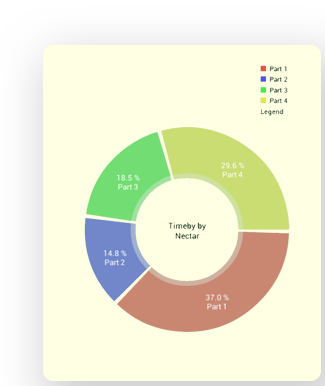 Part 1
Part 2
Part 3
Part 4
Legend
29.6 %
Part 4
18.5 %
Part 3
Timeby by
Nectar
14.8 %
Part 2
37.0 %
Part 1